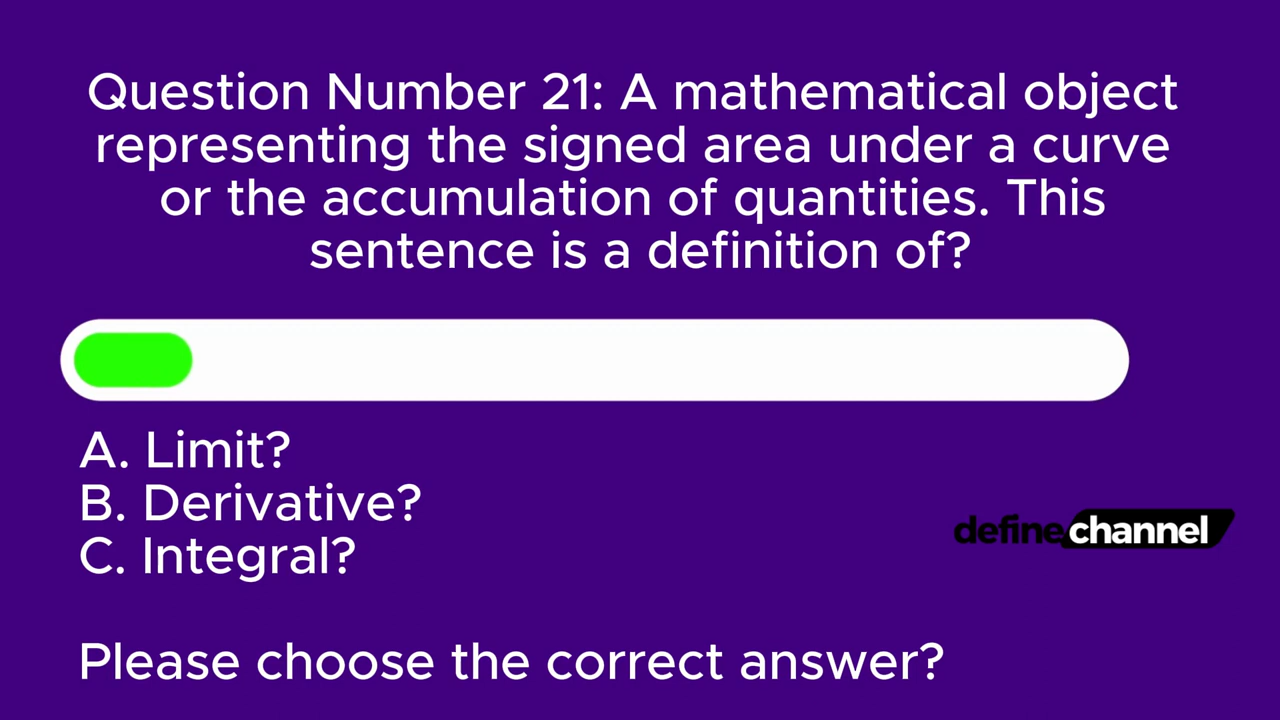 Question Number 21: A mathematical object
representing the signed area under a curve
or the accumulation of quantities. This
sentence is a definition of?
A. Limit?
B. Derivative?
C. Integral?
definechannel
Please choose the correct answer?